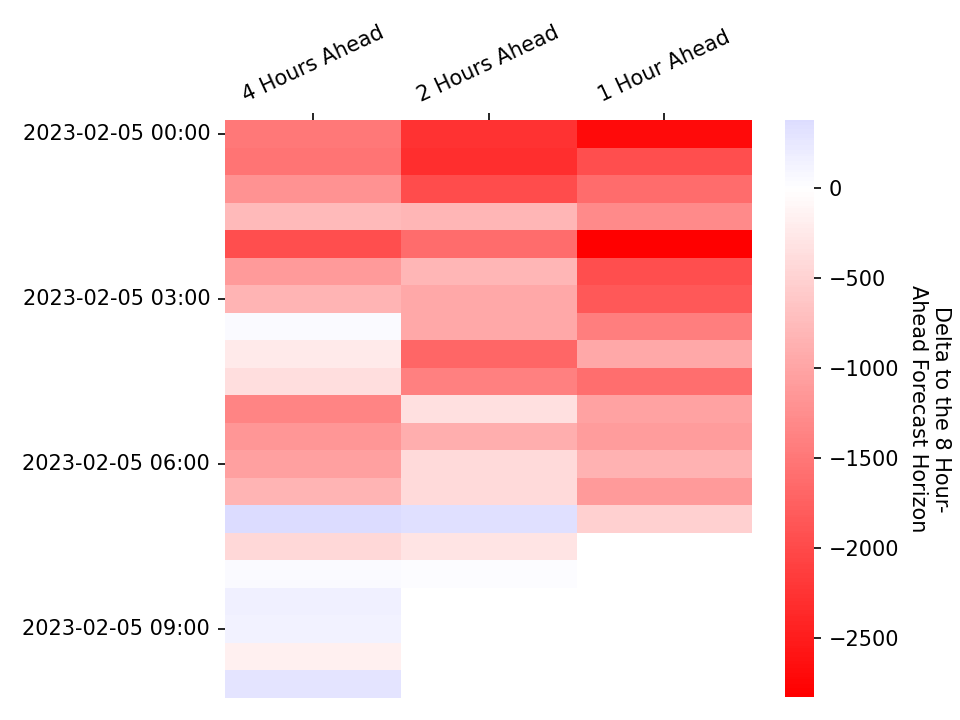 4 Hours Ahead
2 Hours Ahead
1 Hour Ahead
2023-02-05 00:00
2023-02-05 03:00
2023-02-05 06:00
2023-02-05 09:00
0
−500
−1000
−1500
−2000
−2500
Delta to the 8 Hour-
Ahead Forecast Horizon